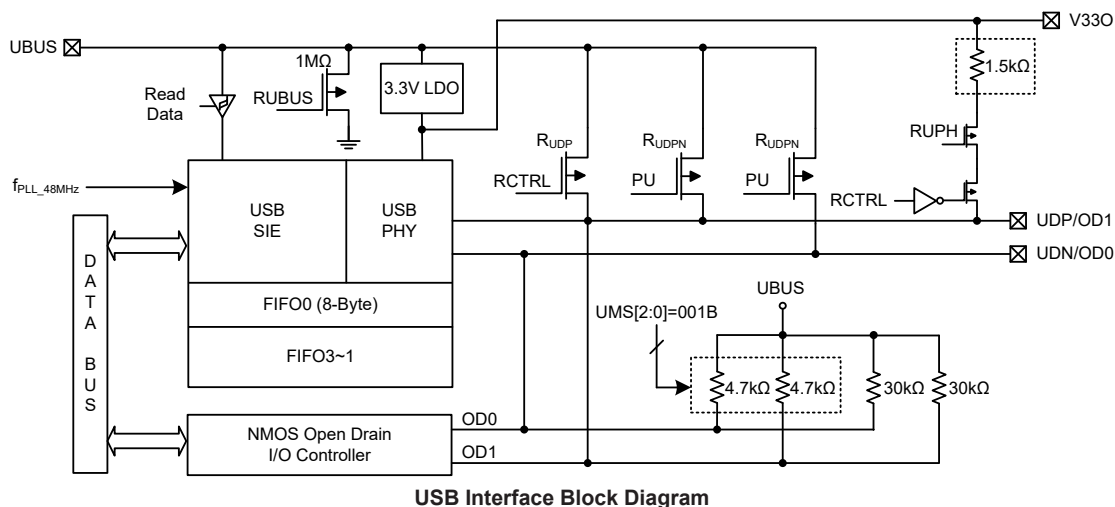 V33O
UBUS
1MΩ
1.5kΩ
Read
Data
RUBUS
3.3V LDO
RUDP
RUDPN
RUDPN
RUPH
fPLL_48MHz
RCTRL
PU
PU
RCTRL
USB
SIE
USB
PHY
UDP/OD1
UDN/OD0
DATA BUS
FIFO0 (8-Byte)
FIFO3~1
UBUS
UMS[2:0]=001B
4.7kΩ
4.7kΩ
30kΩ
30kΩ
NMOS Open Drain
I/O Controller
OD0
OD1
USB Interface Block Diagram